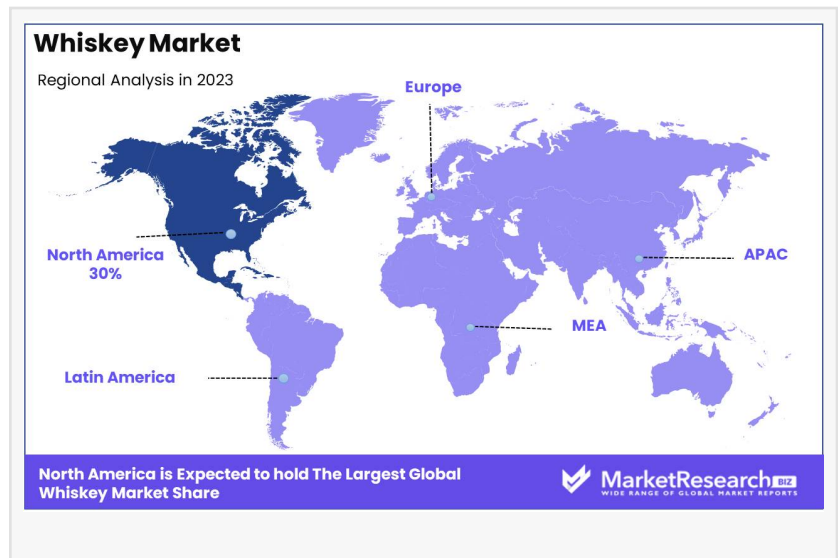 Whiskey Market
Regional Analysis in 2023
Europe
North America
30%
APAC
MEA
Latin America
North America is Expected to hold The Largest Global
Whiskey Market Share
MarketResearch BIZ
WIDE RANGE OF GLOBAL MARKET REPORTS